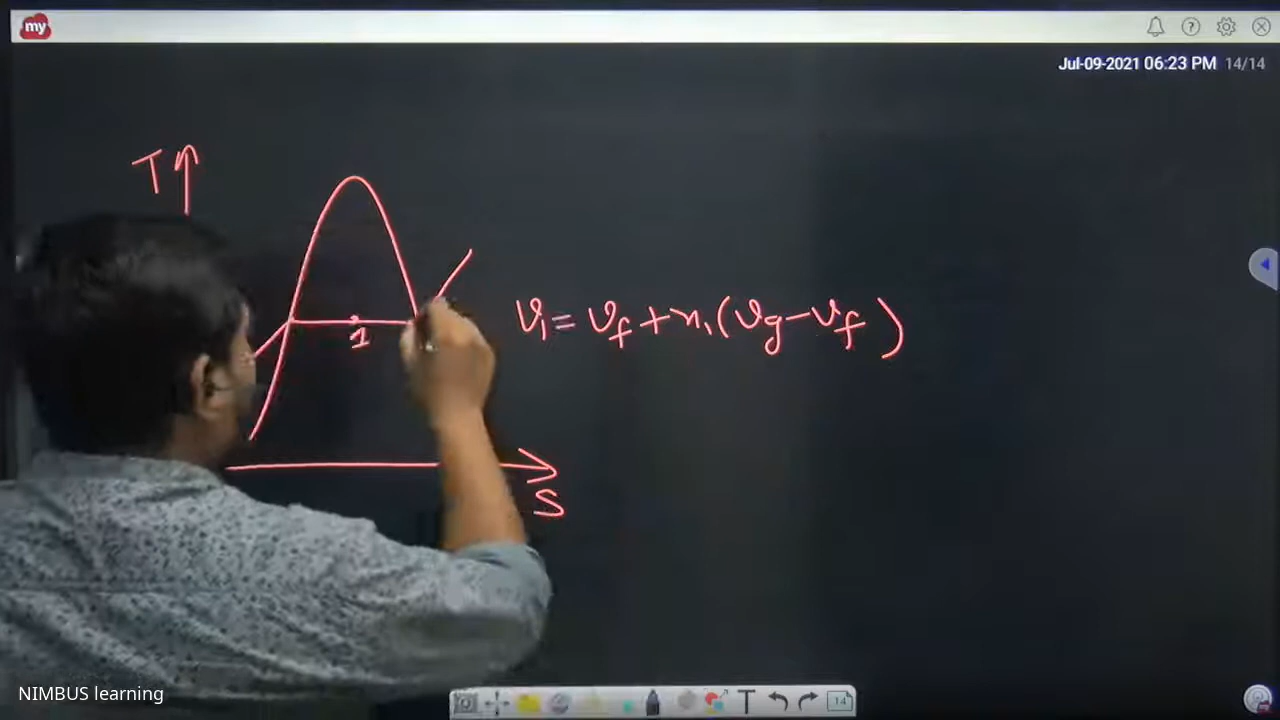 my
Jul-09-2021 06:23 PM 14/14
T
1
v₁ = v_f + x₁(v_g - v_f)
S
NIMBUS learning
T
14